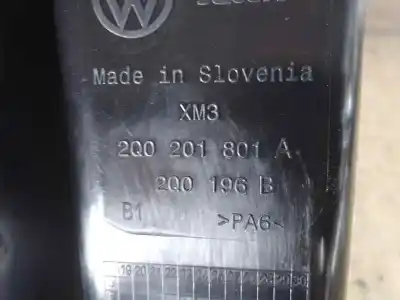 Made in Slovenia
XM3
2Q0 201 801 A
2Q0 196 B
B1 >PA6<